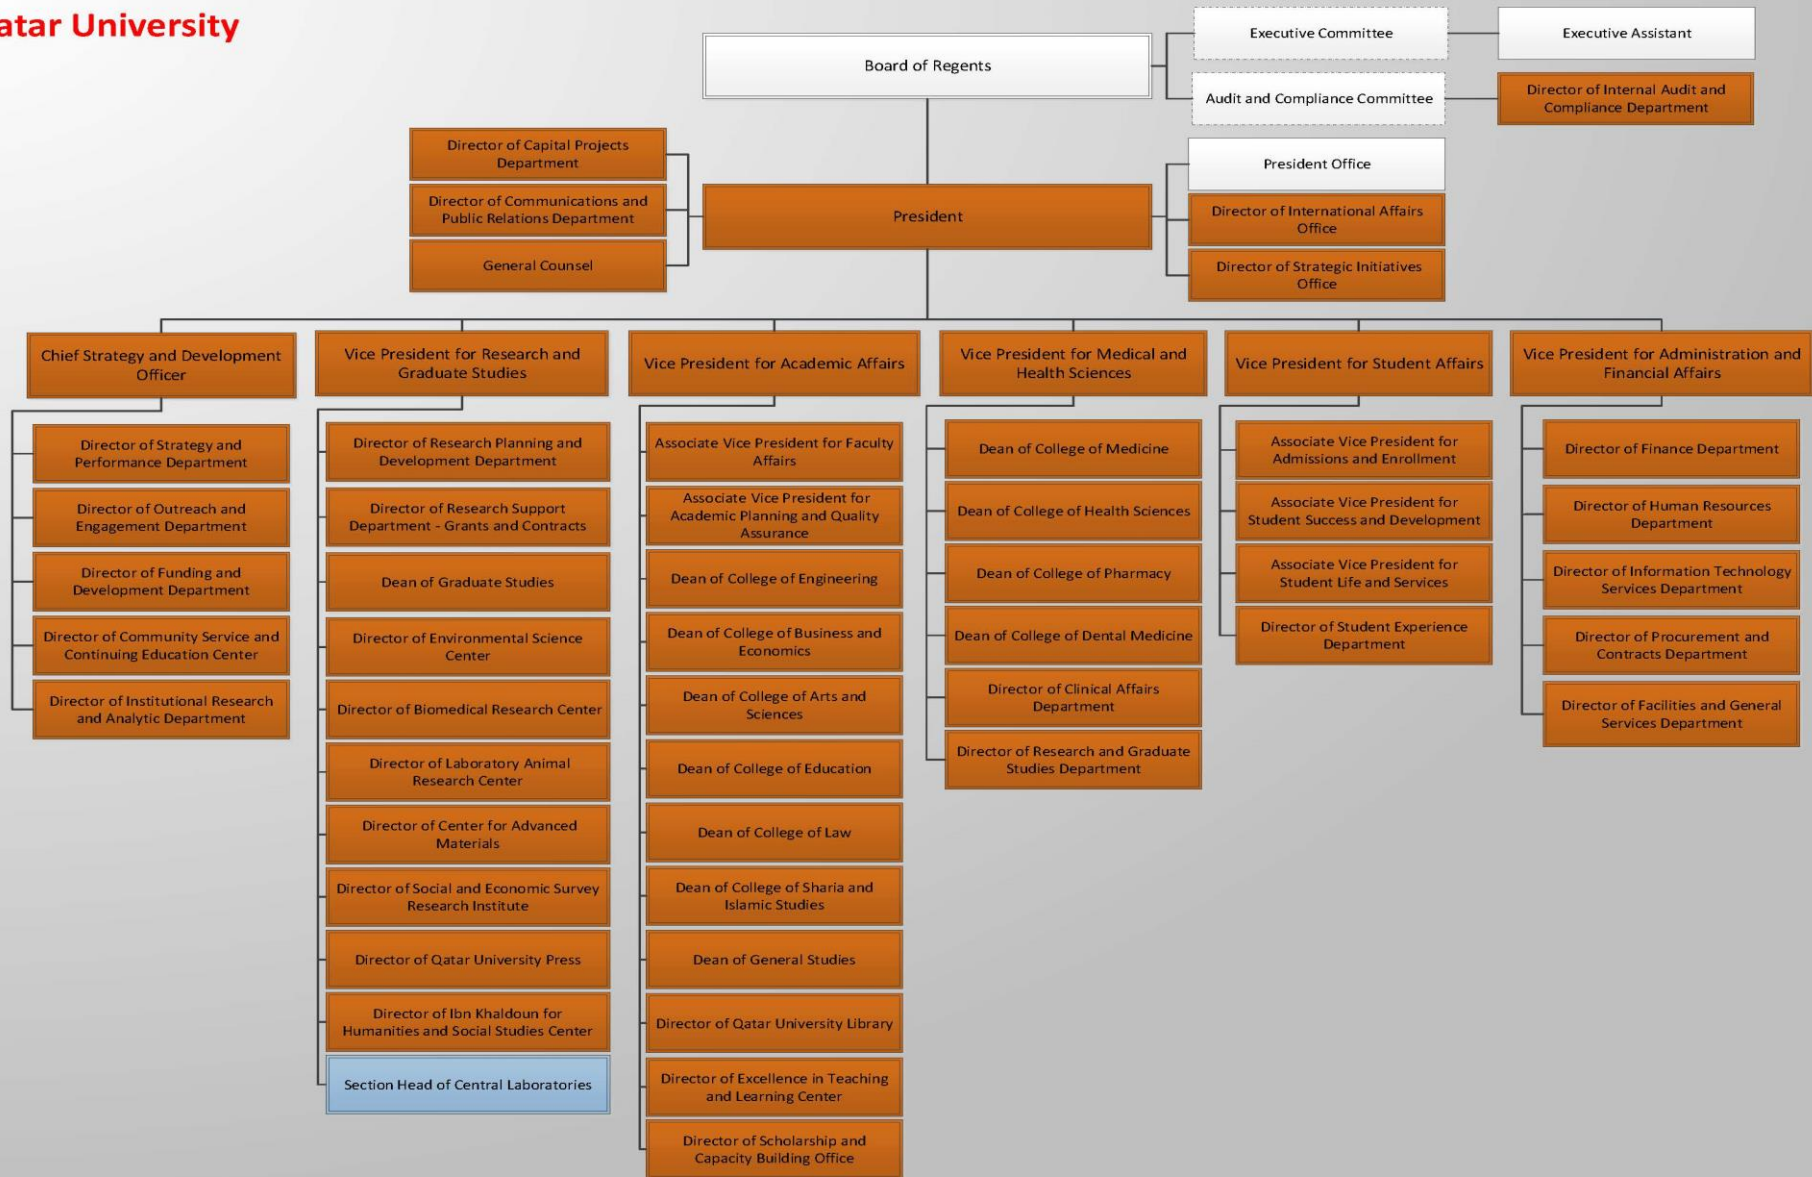 atar University
Board of Regents
Executive Committee
Executive Assistant
Audit and Compliance Committee
Director of Internal Audit and
Compliance Department
Director of Capital Projects
Department
Director of Communications and
Public Relations Department
General Counsel
President
President Office
Director of International Affairs
Office
Director of Strategic Initiatives
Office
Chief Strategy and Development
Officer
Director of Strategy and
Performance Department
Director of Outreach and
Engagement Department
Director of Funding and
Development Department
Director of Community Service and
Continuing Education Center
Director of Institutional Research
and Analytic Department
Vice President for Research and
Graduate Studies
Director of Research Planning and
Development Department
Director of Research Support
Department - Grants and Contracts
Dean of Graduate Studies
Director of Environmental Science
Center
Director of Biomedical Research Center
Director of Laboratory Animal
Research Center
Director of Center for Advanced
Materials
Director of Social and Economic Survey
Research Institute
Director of Qatar University Press
Director of Ibn Khaldoun for
Humanities and Social Studies Center
Section Head of Central Laboratories
Vice President for Academic Affairs
Associate Vice President for Faculty
Affairs
Associate Vice President for
Academic Planning and Quality
Assurance
Dean of College of Engineering
Dean of College of Business and
Economics
Dean of College of Arts and
Sciences
Dean of College of Education
Dean of College of Law
Dean of College of Sharia and
Islamic Studies
Dean of General Studies
Director of Qatar University Library
Director of Excellence in Teaching
and Learning Center
Director of Scholarship and
Capacity Building Office
Vice President for Medical and
Health Sciences
Dean of College of Medicine
Dean of College of Health Sciences
Dean of College of Pharmacy
Dean of College of Dental Medicine
Director of Clinical Affairs
Department
Director of Research and Graduate
Studies Department
Vice President for Student Affairs
Associate Vice President for
Admissions and Enrollment
Associate Vice President for
Student Success and Development
Associate Vice President for
Student Life and Services
Director of Student Experience
Department
Vice President for Administration and
Financial Affairs
Director of Finance Department
Director of Human Resources
Department
Director of Information Technology
Services Department
Director of Procurement and
Contracts Department
Director of Facilities and General
Services Department